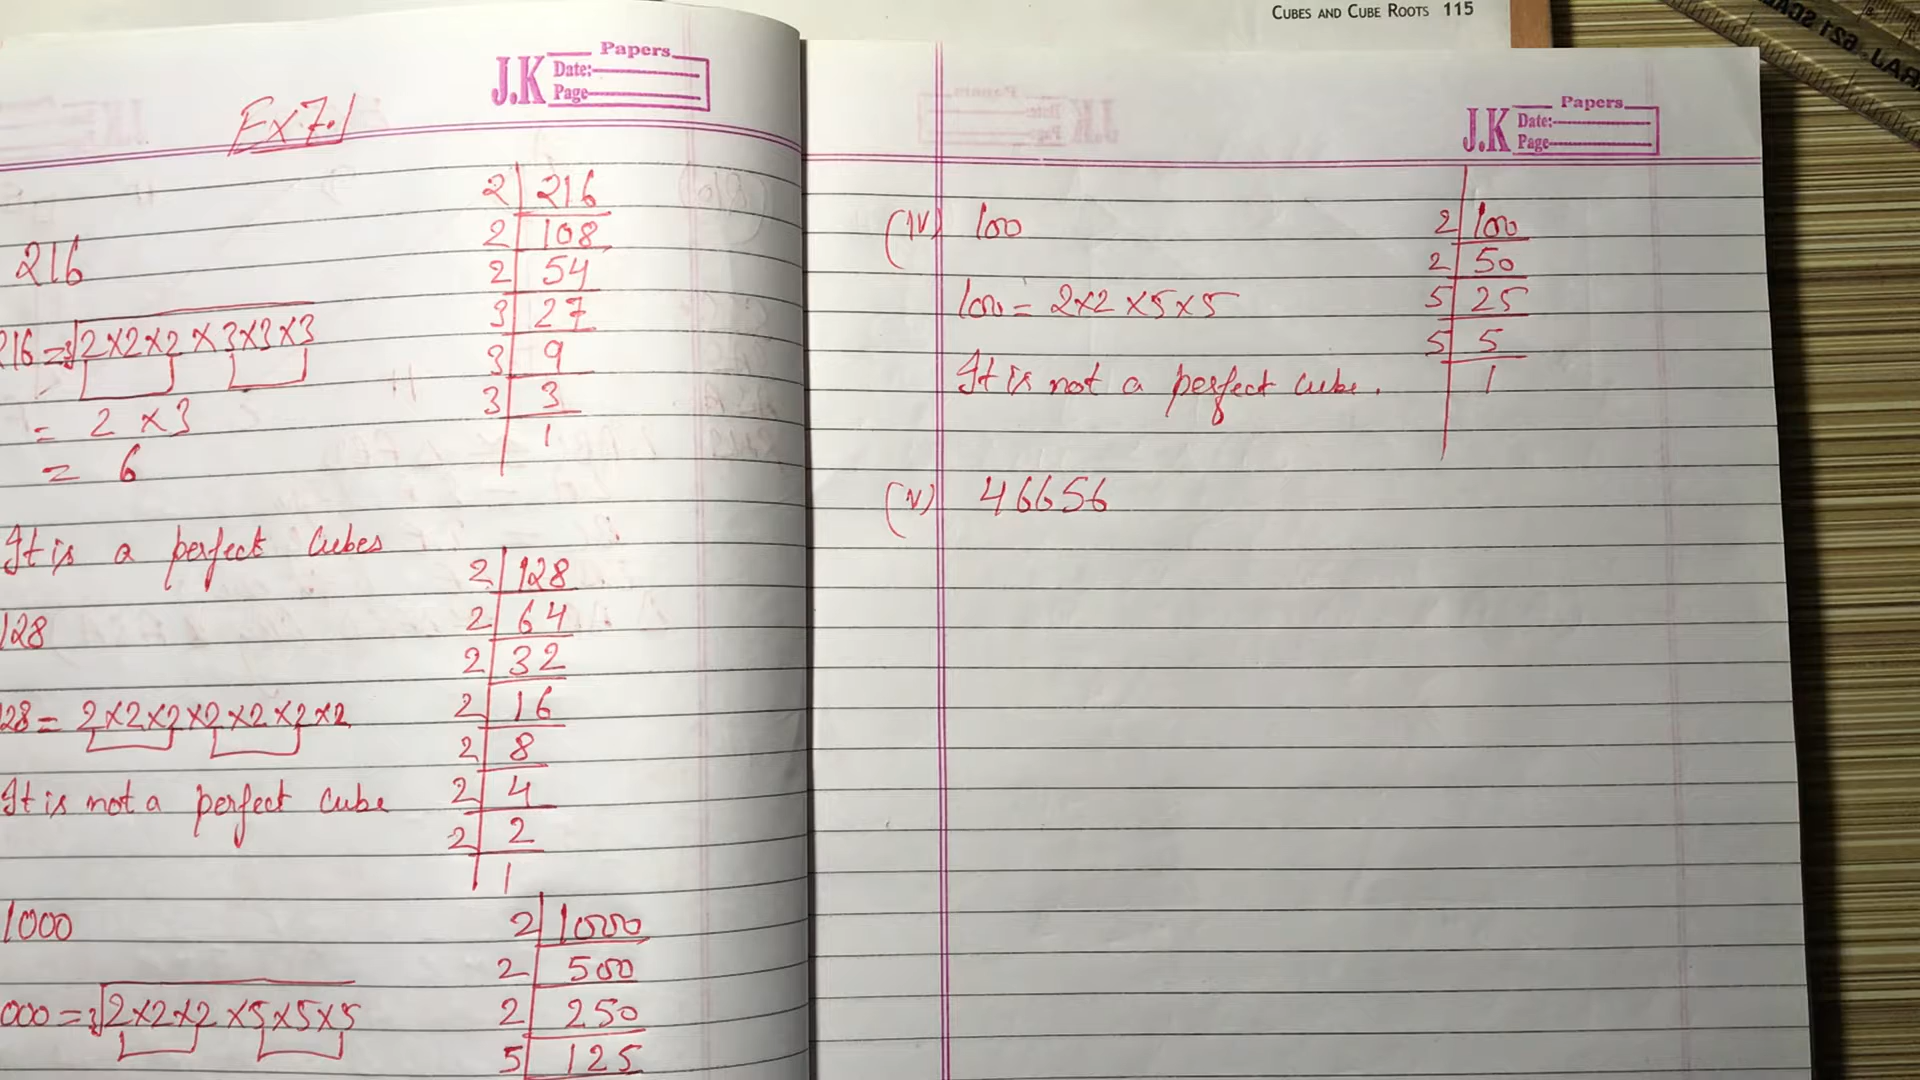 CUBES AND CUBE ROOTS 115
J.K Papers
Date:
Page
Ex 7.1
2 | 216
2 | 108
2 | 54
3 | 27
3 | 9
3 | 3
1
216
216 = 3√2×2×2×3×3×3
= 2 × 3
= 6
It is a perfect cubes
2 | 128
2 | 64
2 | 32
2 | 16
2 | 8
2 | 4
2 | 2
1
128
128 = 2×2×2×2×2×2×2
It is not a perfect cube
1000
2 | 1000
2 | 500
2 | 250
5 | 125
000 = 3√2×2×2×5×5×5
J.K Papers
Date:
Page
(IV) 100
2 | 100
2 | 50
5 | 25
5 | 5
1
100 = 2×2×5×5
It is not a perfect cube.
(V) 46656